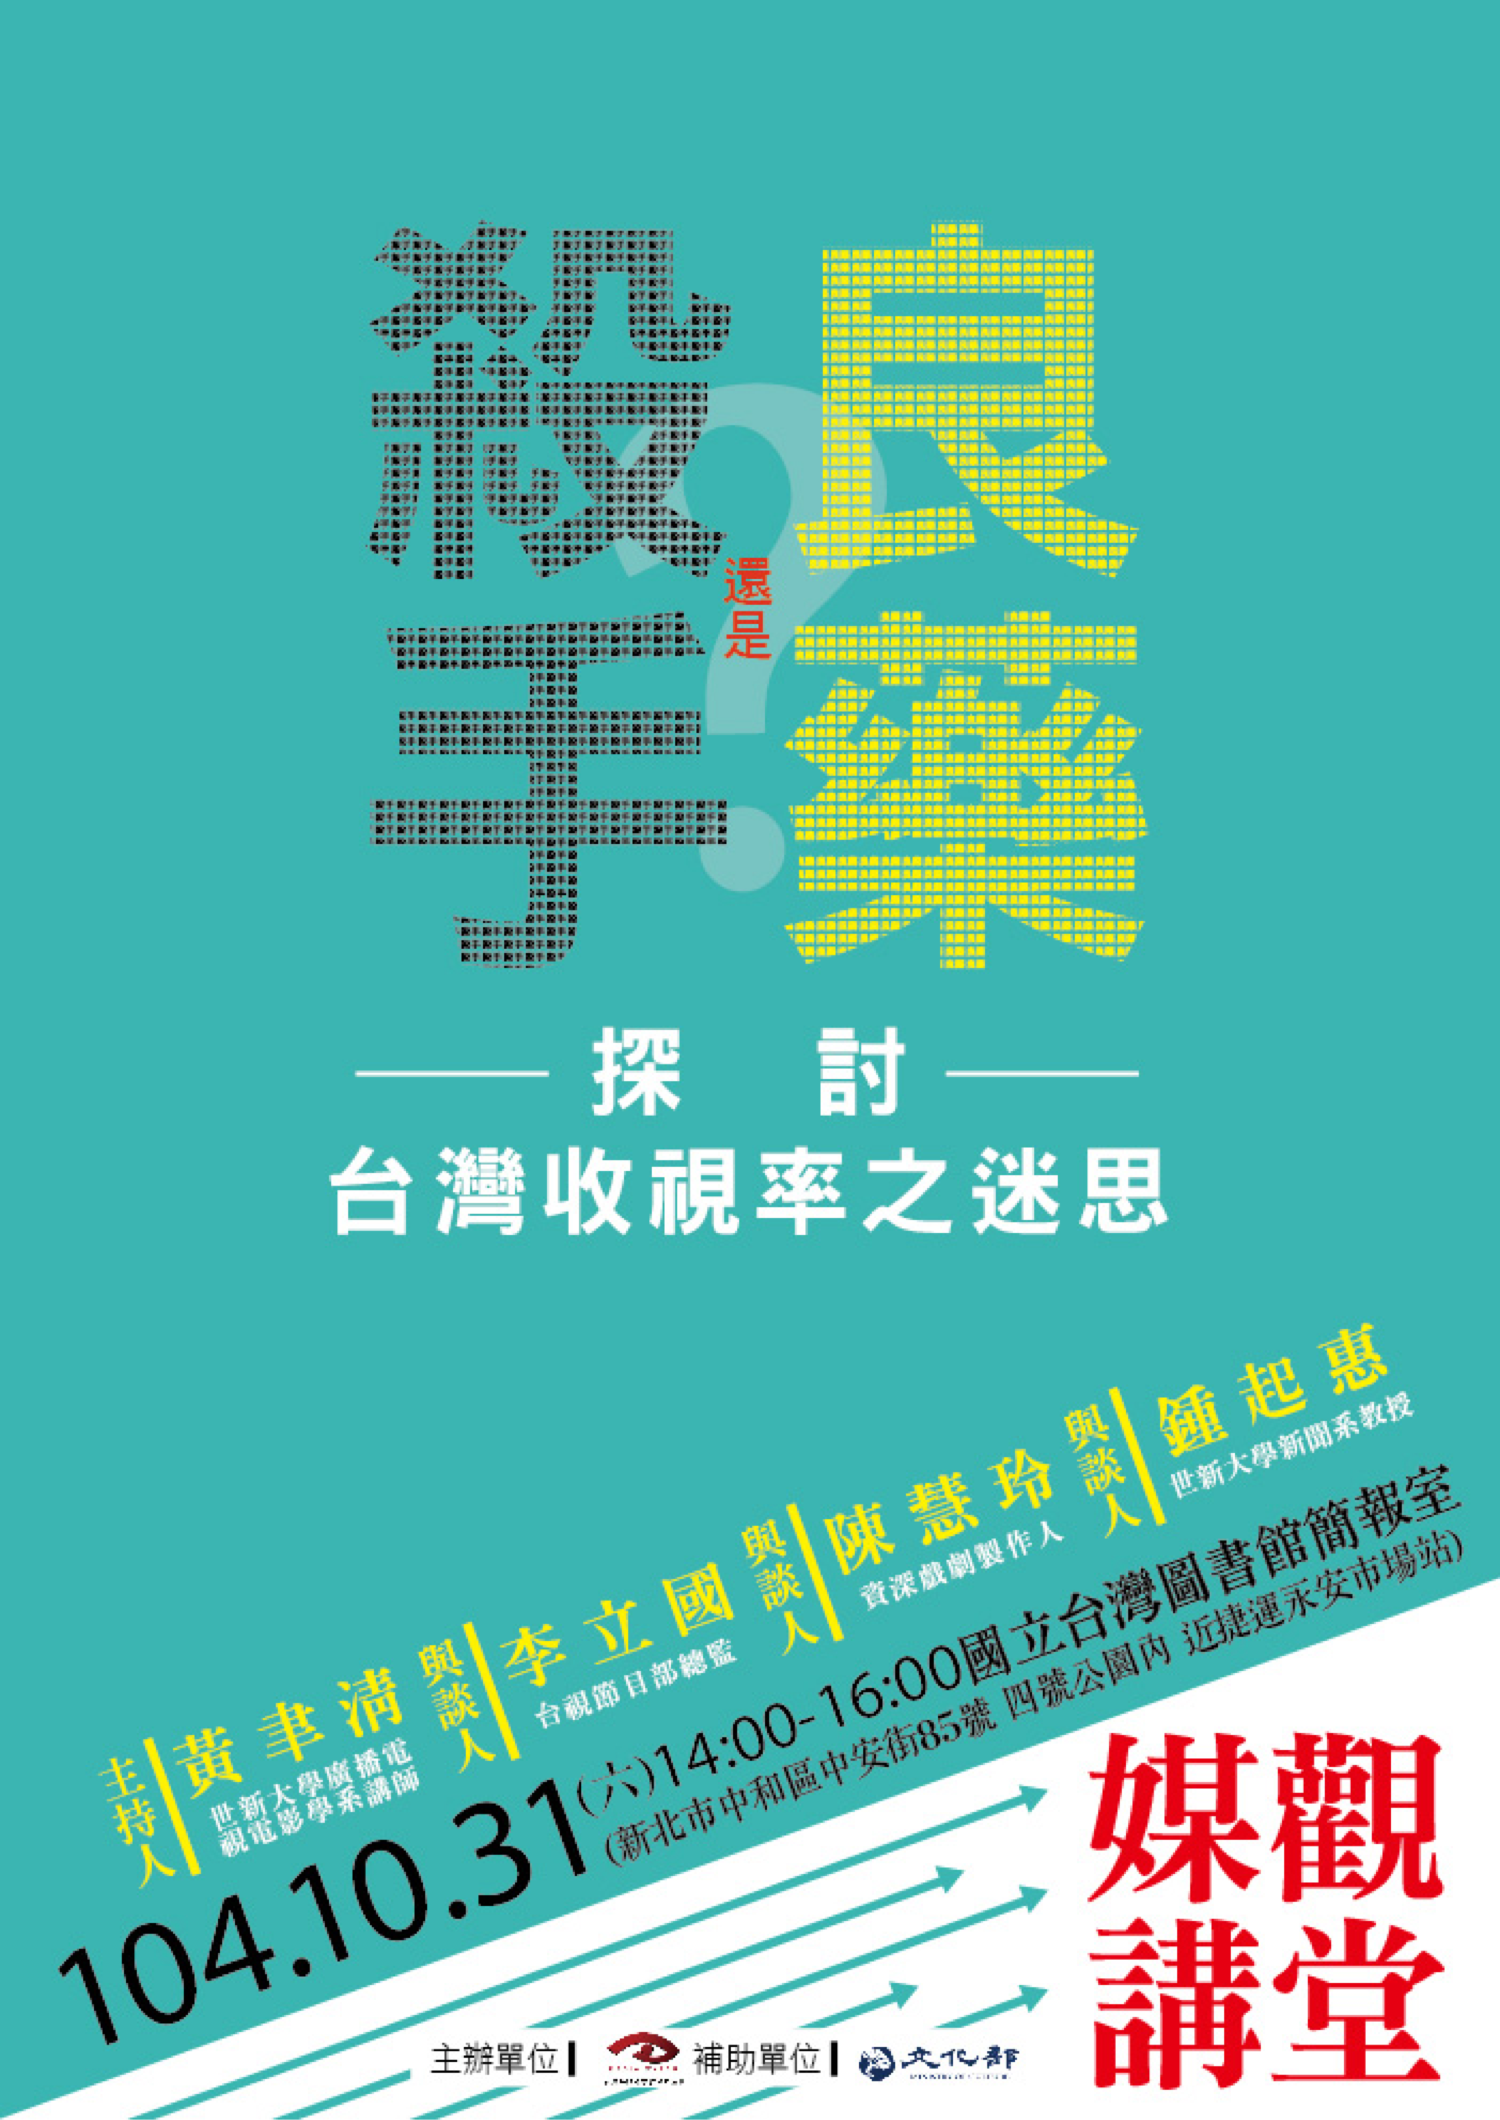 殺手
還是
良藥
?
探 討
台灣收視率之迷思
主持人
黃聿清
世新大學廣播電
視電影學系講師
與談人
李立國
台視節目部總監
與談人
陳慧玲
資深戲劇製作人
與談人
鍾起惠
世新大學新聞系教授
104.10.31(六)14:00-16:00國立台灣圖書館簡報室
(新北市中和區中安街85號 四號公園內 近捷運永安市場站)
媒觀
講堂
主辦單位
補助單位
文化部